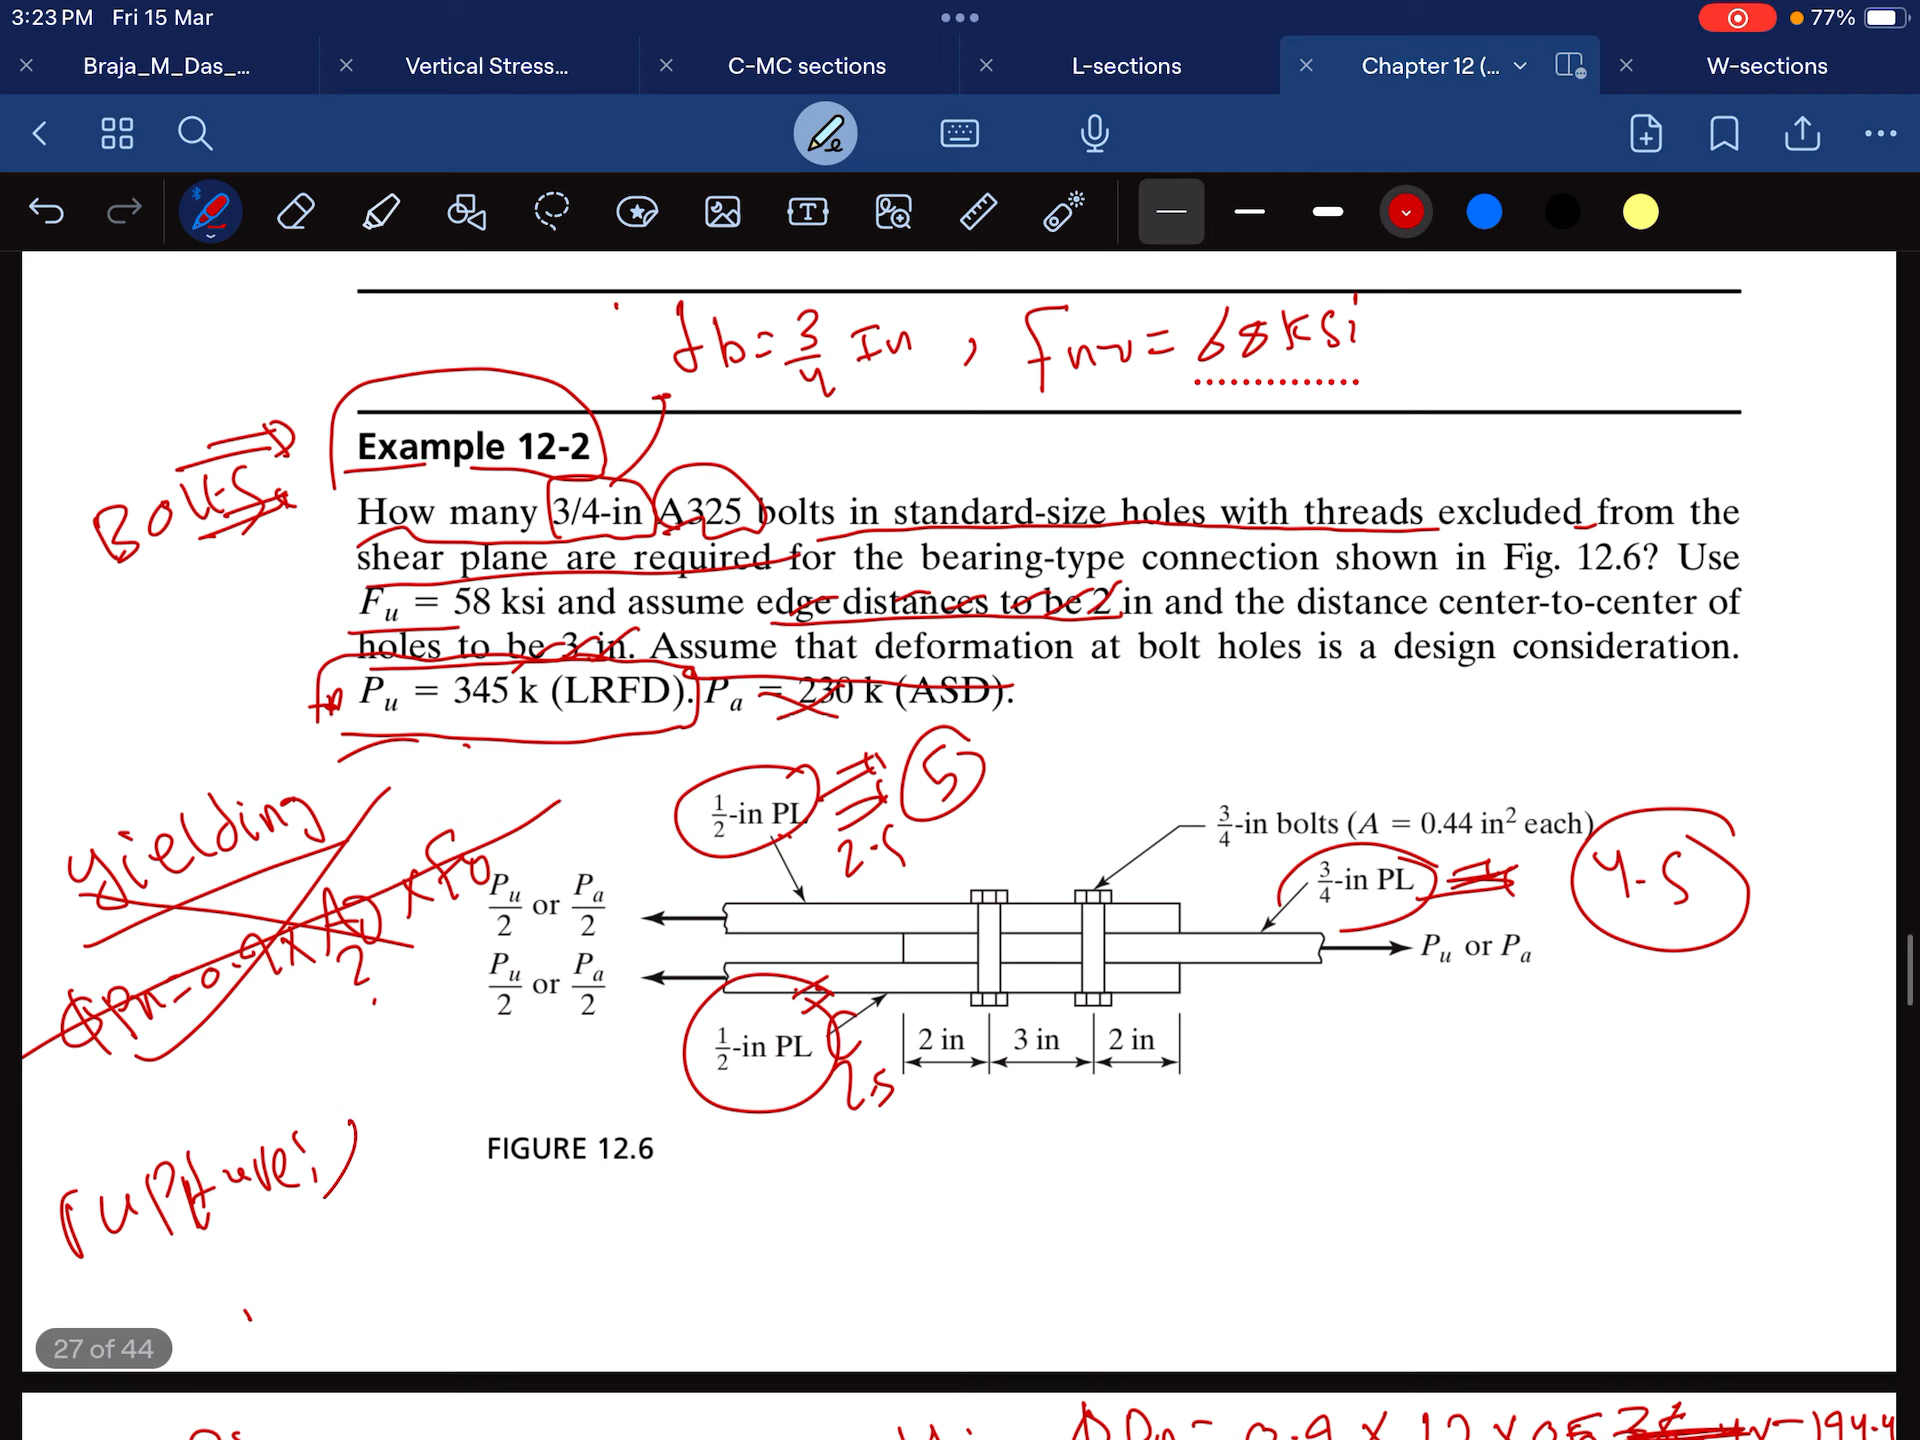 3:23 PM Fri 15 Mar
77%
Braja_M_Das_...
Vertical Stress...
C-MC sections
L-sections
Chapter 12 (...
W-sections
db = 3/4 In , Fnv = 68 ksi
Example 12-2
BoltS
How many 3/4-in A325 bolts in standard-size holes with threads excluded from the
shear plane are required for the bearing-type connection shown in Fig. 12.6? Use
Fu = 58 ksi and assume edge distances to be 2 in and the distance center-to-center of
holes to be 3 in. Assume that deformation at bolt holes is a design consideration.
Pu = 345 k (LRFD). Pa = 230 k (ASD).
5
1/2-in PL
2.5
3/4-in bolts (A = 0.44 in² each)
3/4-in PL
4.5
yielding
Pu/2 or Pa/2
Pu or Pa
Pu/2 or Pa/2
1/2-in PL
2.5
2 in 3 in 2 in
FIGURE 12.6
rupture:
27 of 44